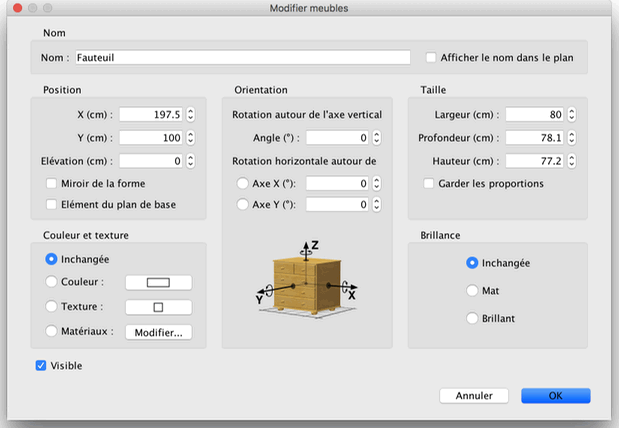 Modifier meubles
Nom
Nom : Fauteuil
Afficher le nom dans le plan
Position
X (cm) : 197.5
Y (cm) : 100
Elévation (cm) : 0
Miroir de la forme
Elément du plan de base
Orientation
Rotation autour de l'axe vertical
Angle (°) : 0
Rotation horizontale autour de
Axe X (°): 0
Axe Y (°): 0
Z
Y
X
Taille
Largeur (cm) : 80
Profondeur (cm) : 78.1
Hauteur (cm) : 77.2
Garder les proportions
Couleur et texture
Inchangée
Couleur :
Texture :
Matériaux : Modifier...
Brillance
Inchangée
Mat
Brillant
Visible
Annuler
OK